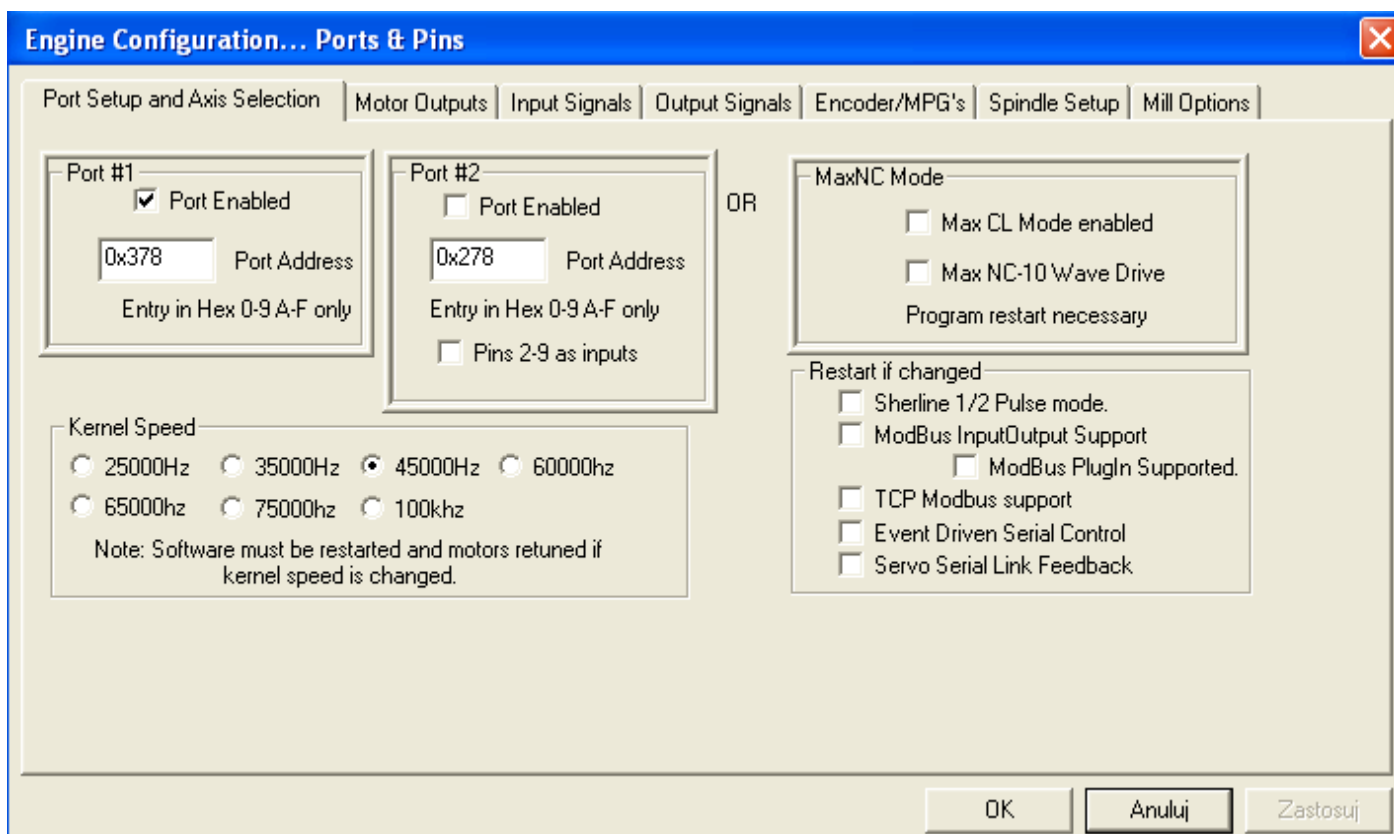 Engine Configuration... Ports & Pins
Port Setup and Axis Selection
Motor Outputs
Input Signals
Output Signals
Encoder/MPG's
Spindle Setup
Mill Options
Port #1
Port Enabled
0x378
Port Address
Entry in Hex 0-9 A-F only
Port #2
Port Enabled
0x278
Port Address
Entry in Hex 0-9 A-F only
Pins 2-9 as inputs
OR
MaxNC Mode
Max CL Mode enabled
Max NC-10 Wave Drive
Program restart necessary
Restart if changed
Sherline 1/2 Pulse mode.
ModBus InputOutput Support
ModBus PlugIn Supported.
TCP Modbus support
Event Driven Serial Control
Servo Serial Link Feedback
Kernel Speed
25000Hz
35000Hz
45000Hz
60000hz
65000hz
75000hz
100khz
Note: Software must be restarted and motors retuned if
kernel speed is changed.
OK
Anuluj
Zastosuj